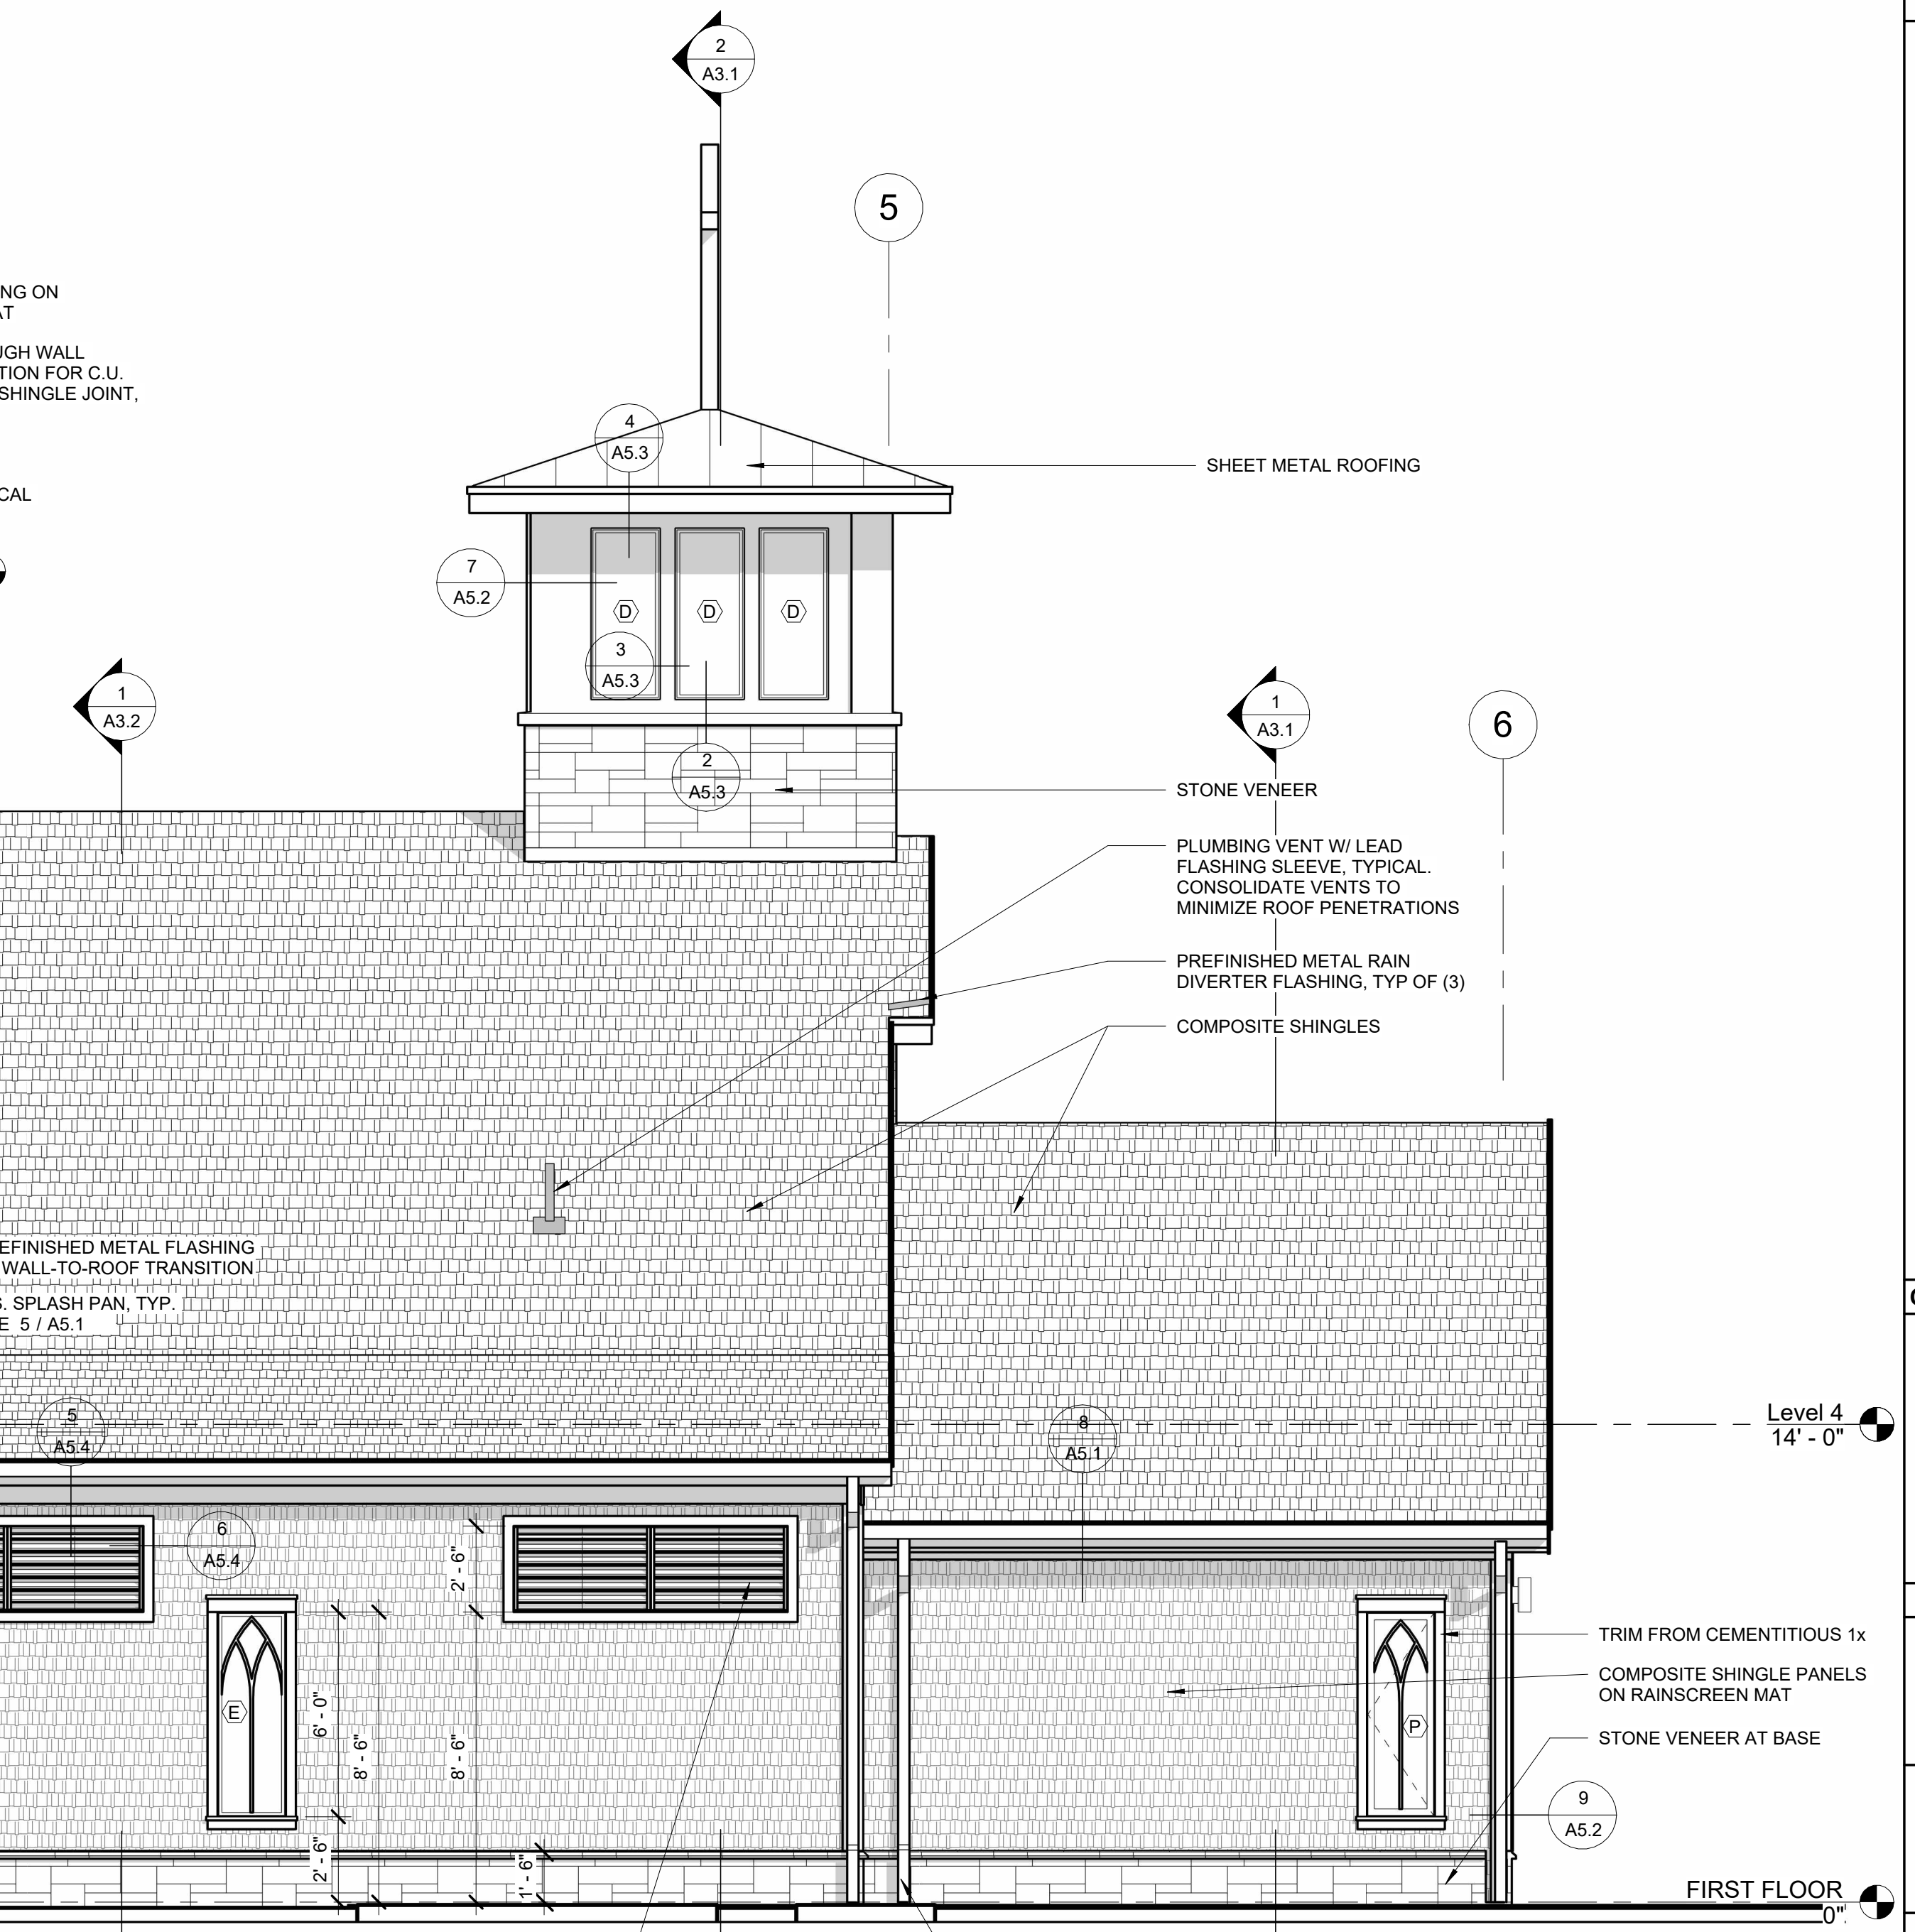 2
A3.1
5
NG ON
AT
UGH WALL
TION FOR C.U.
SHINGLE JOINT,
4
A5.3
SHEET METAL ROOFING
CAL
7
A5.2
D
D
D
3
A5.3
1
A3.2
1
A3.1
6
2
A5.3
STONE VENEER
PLUMBING VENT W/ LEAD
FLASHING SLEEVE, TYPICAL.
CONSOLIDATE VENTS TO
MINIMIZE ROOF PENETRATIONS
PREFINISHED METAL RAIN
DIVERTER FLASHING, TYP OF (3)
COMPOSITE SHINGLES
EFINISHED METAL FLASHING
WALL-TO-ROOF TRANSITION
S. SPLASH PAN, TYP.
E 5 / A5.1
5
A5.4
8
A5.1
Level 4
14' - 0"
6
A5.4
2' - 6"
TRIM FROM CEMENTITIOUS 1x
COMPOSITE SHINGLE PANELS
ON RAINSCREEN MAT
E
6' - 0"
8' - 6"
8' - 6"
P
STONE VENEER AT BASE
9
A5.2
2' - 6"
1' - 6"
FIRST FLOOR
0"